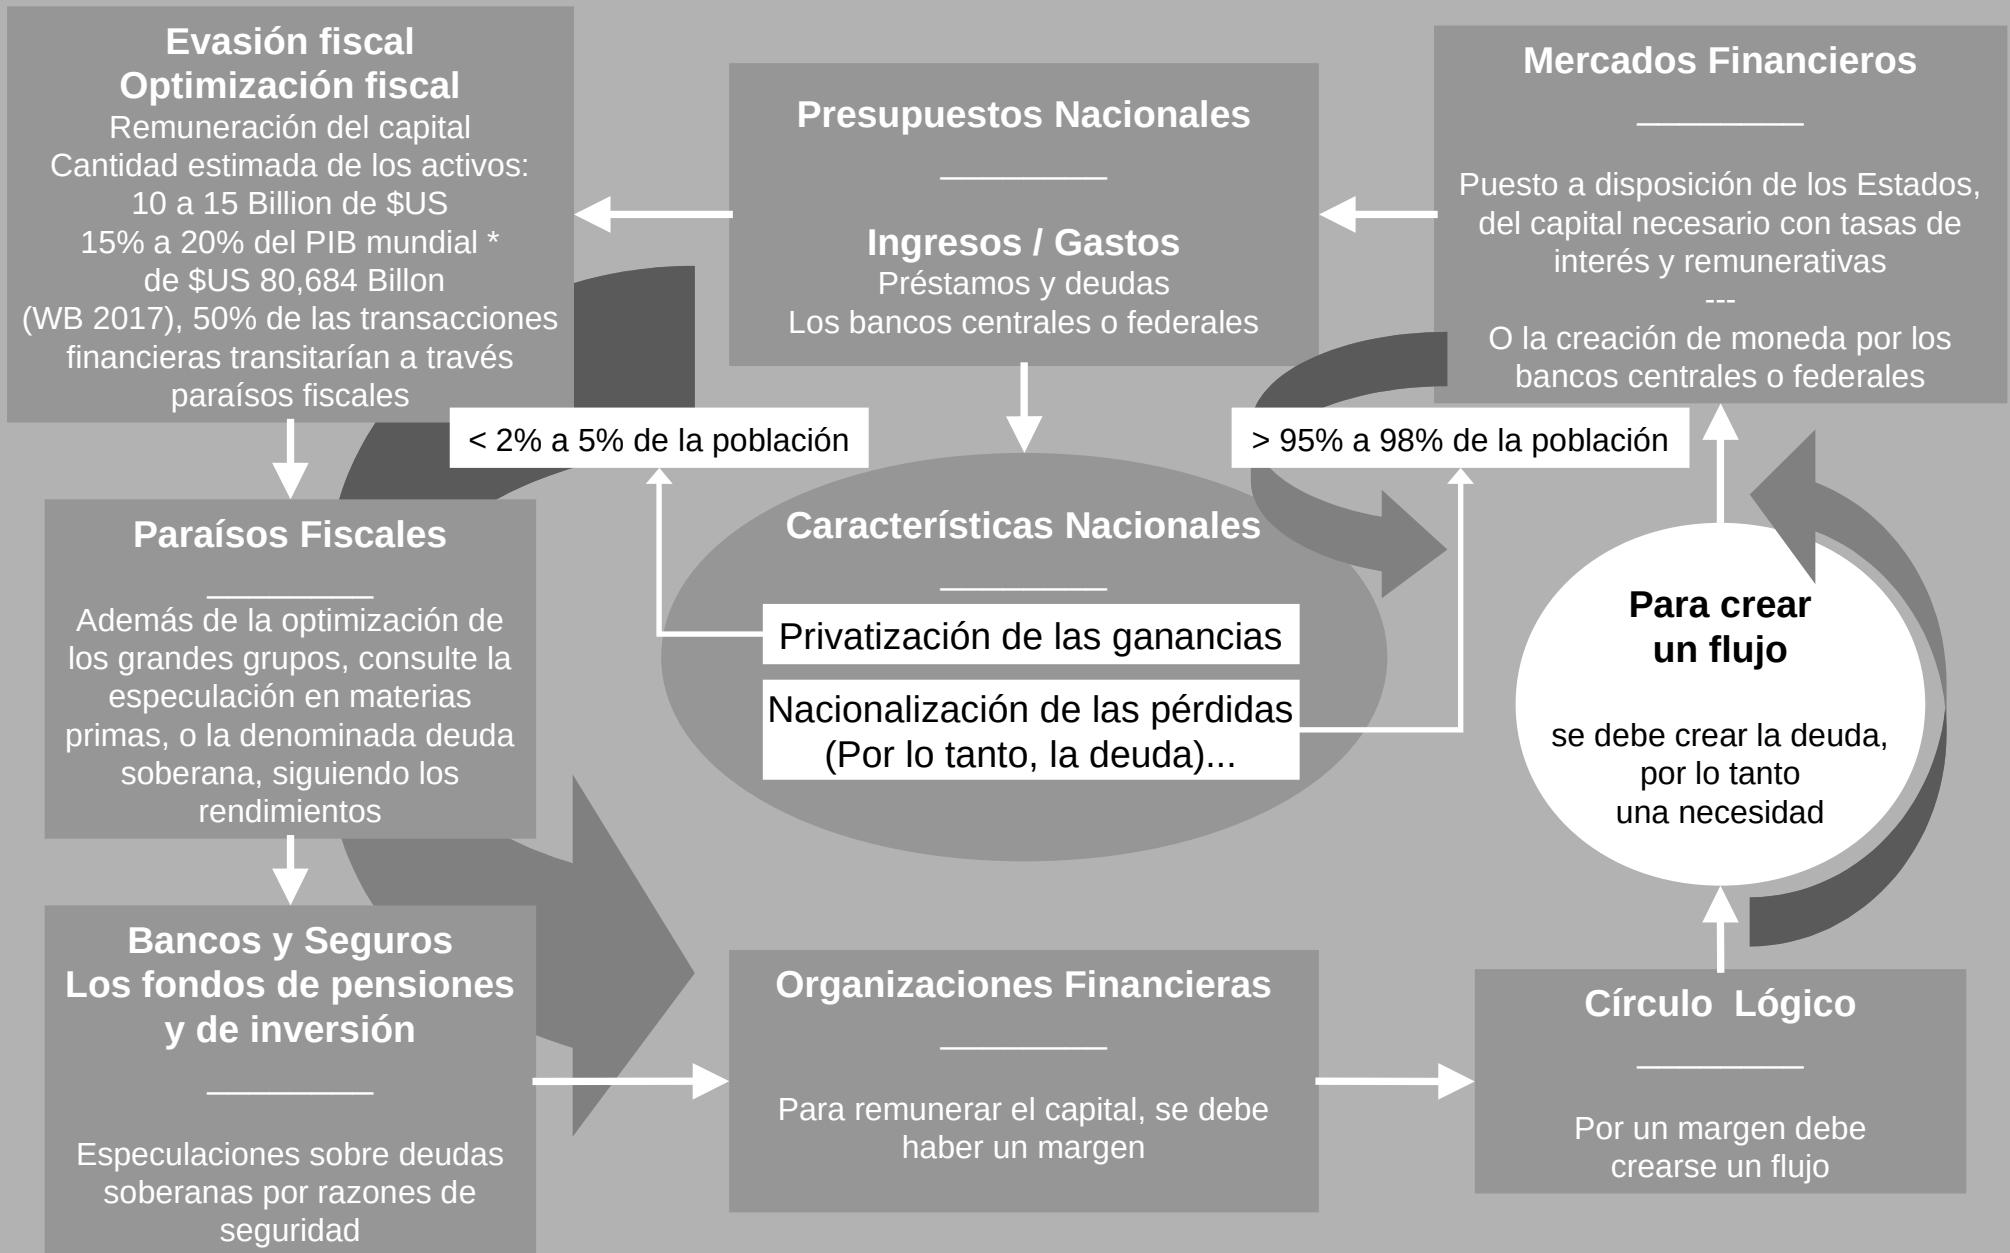 Evasión fiscal
Optimización fiscal
Remuneración del capital
Cantidad estimada de los activos:
10 a 15 Billion de $US
15% a 20% del PIB mundial *
de $US 80,684 Billon
(WB 2017), 50% de las transacciones
financieras transitarían a través
paraísos fiscales
Presupuestos Nacionales
Ingresos / Gastos
Préstamos y deudas
Los bancos centrales o federales
Mercados Financieros
Puesto a disposición de los Estados,
del capital necesario con tasas de
interés y remunerativas
---
O la creación de moneda por los
bancos centrales o federales
< 2% a 5% de la población
> 95% a 98% de la población
Paraísos Fiscales
Además de la optimización de
los grandes grupos, consulte la
especulación en materias
primas, o la denominada deuda
soberana, siguiendo los
rendimientos
Características Nacionales
Privatización de las ganancias
Nacionalización de las pérdidas
(Por lo tanto, la deuda)...
Para crear
un flujo
se debe crear la deuda,
por lo tanto
una necesidad
Bancos y Seguros
Los fondos de pensiones
y de inversión
Especulaciones sobre deudas
soberanas por razones de
seguridad
Organizaciones Financieras
Para remunerar el capital, se debe
haber un margen
Círculo Lógico
Por un margen debe
crearse un flujo